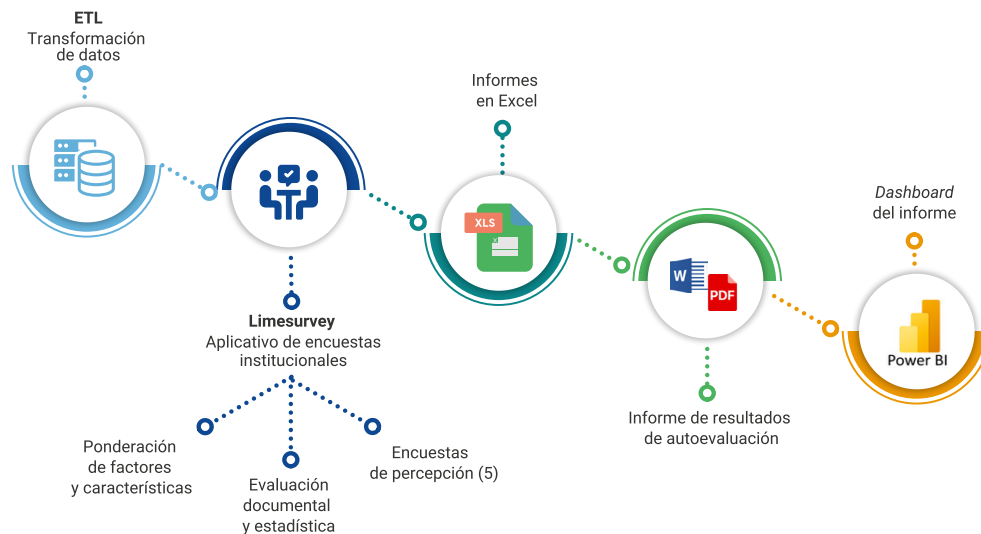 ETL
Transformación
de datos
Informes
en Excel
XLS
Dashboard
del informe
W
PDF
Power BI
Limesurvey
Aplicativo de encuestas
institucionales
Informe de resultados
de autoevaluación
Ponderación
de factores
y características
Evaluación
documental
y estadística
Encuestas
de percepción (5)